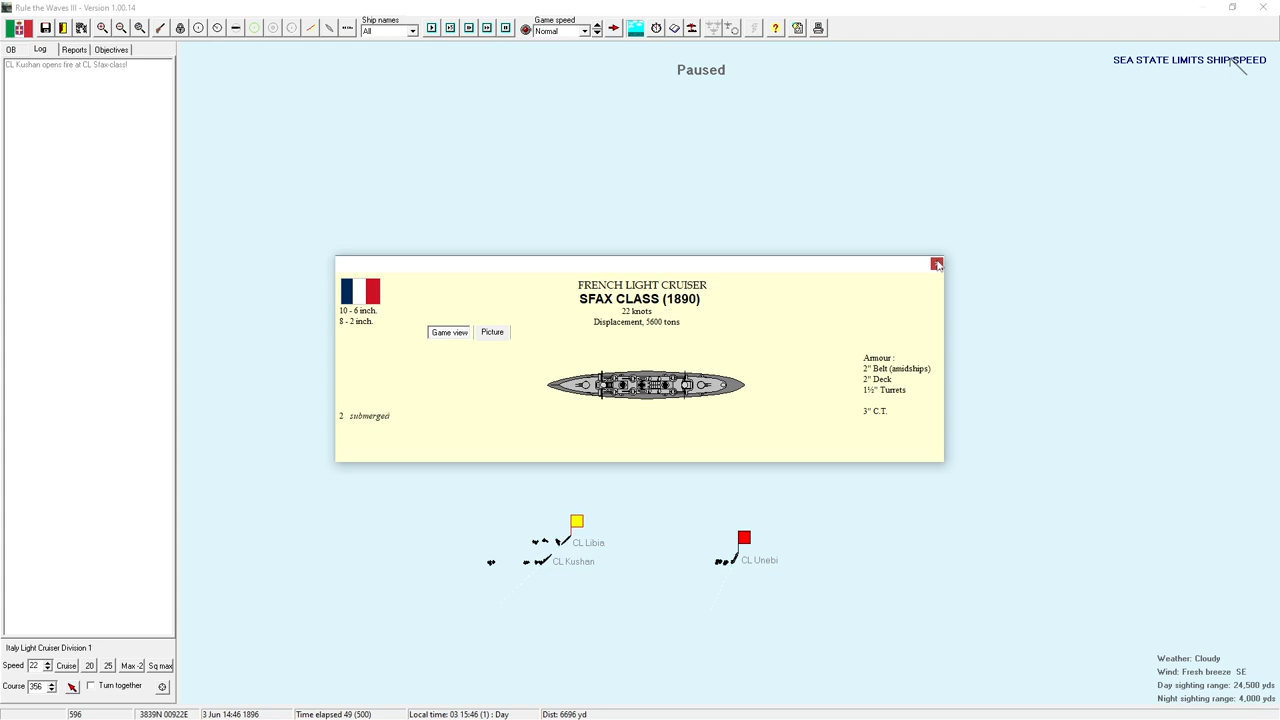 Rule the Waves III - Version 1.00.14
Ship names
All
Game speed
Normal
OB Log Reports Objectives
CL Kushan opens fire at CL Sfax-class!
Paused
SEA STATE LIMITS SHIP SPEED
FRENCH LIGHT CRUISER
SFAX CLASS (1890)
22 knots
Displacement, 5600 tons
10 - 6 inch.
8 - 2 inch.
Game view Picture
Armour :
2" Belt (amidships)
2" Deck
1½" Turrets
3" C.T.
2 submerged
CL Libia
CL Kushan
CL Unebi
Italy Light Cruiser Division 1
Speed 22 Cruise 20 25 Max -2 Sq max
Course 356 Turn together
Weather: Cloudy
Wind: Fresh breeze SE
Day sighting range: 24,500 yds
Night sighting range: 4,000 yds
596 3839N 00922E 3 Jun 14:46 1896 Time elapsed 49 (500) Local time: 03 15:46 (1) : Day Dist: 6696 yd